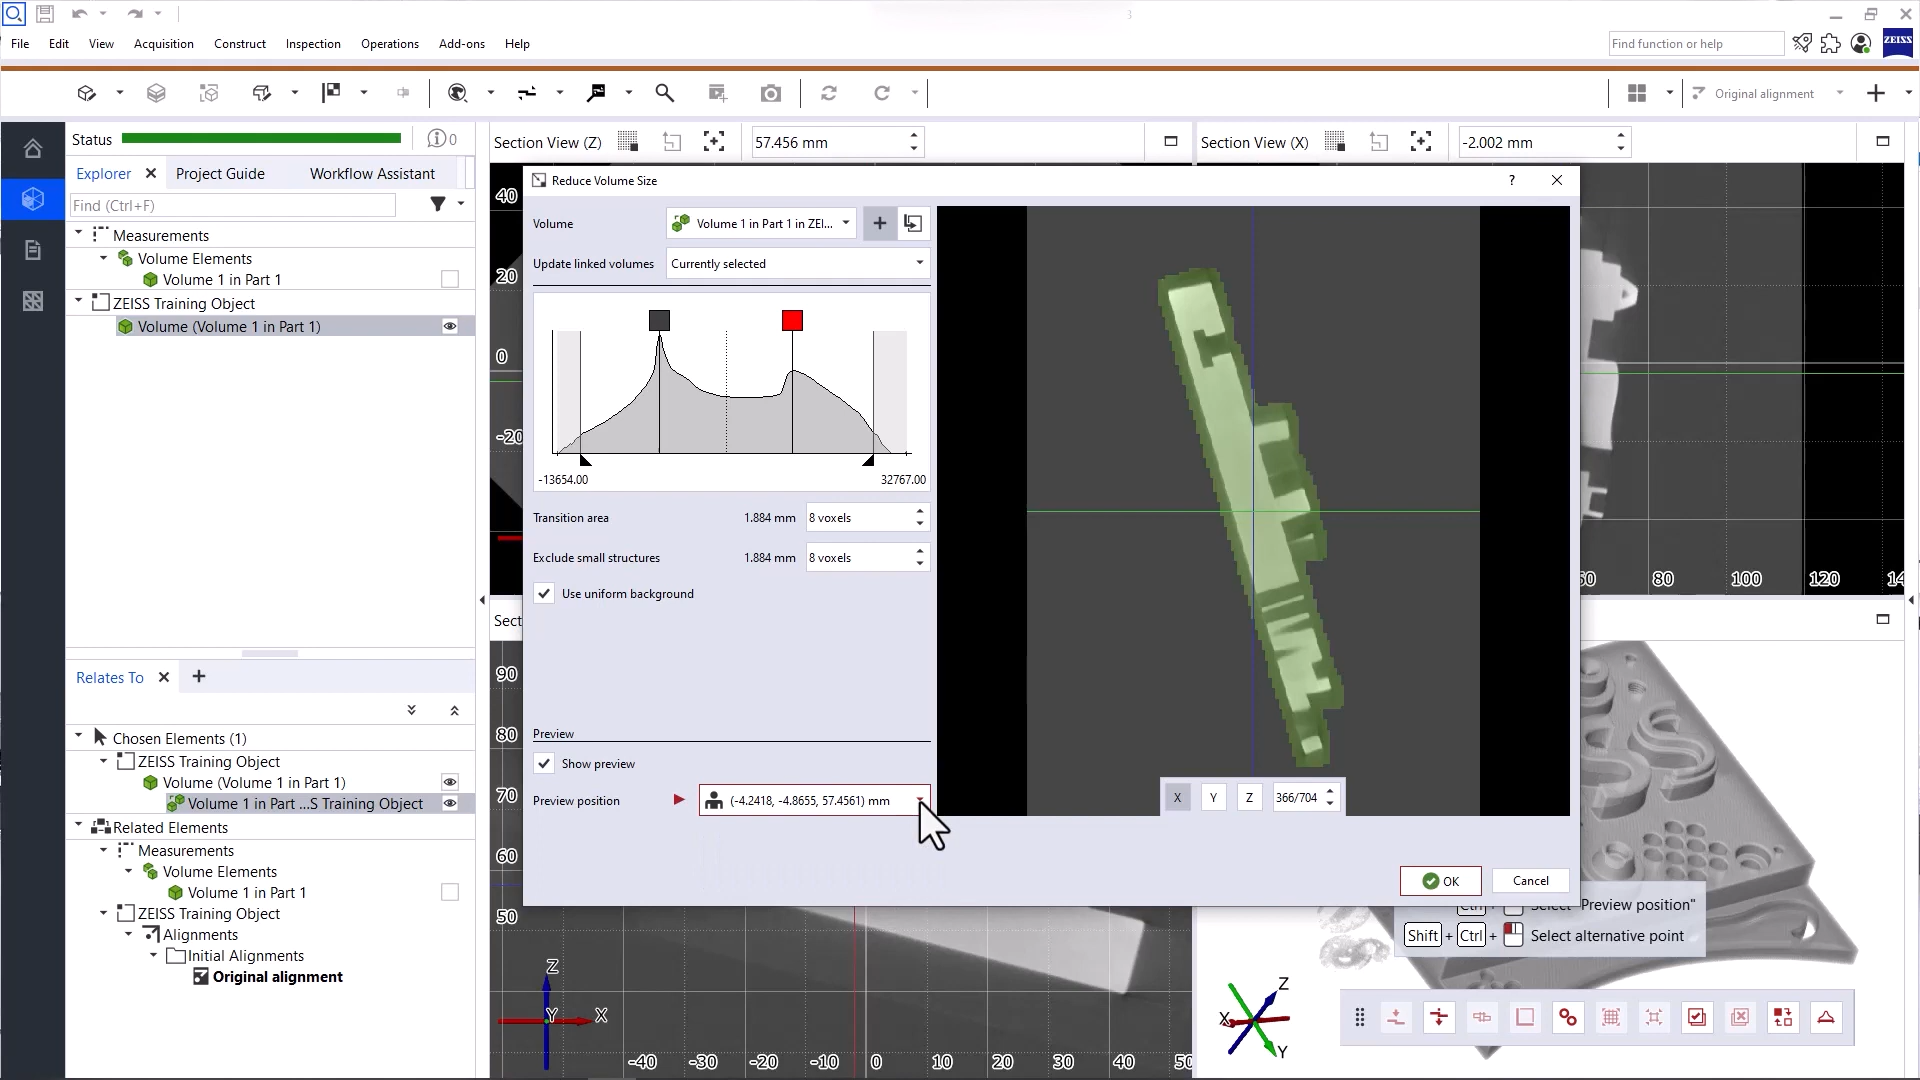 File Edit View Acquisition Construct Inspection Operations Add-ons Help
Find function or help
ZEISS
Original alignment
Status
0
Section View (Z)
57.456 mm
Section View (X)
-2.002 mm
Explorer
Project Guide
Workflow Assistant
Find (Ctrl+F)
Measurements
Volume Elements
Volume 1 in Part 1
ZEISS Training Object
Volume (Volume 1 in Part 1)
Relates To
Chosen Elements (1)
ZEISS Training Object
Volume (Volume 1 in Part 1)
Volume 1 in Part ...S Training Object
Related Elements
Measurements
Volume Elements
Volume 1 in Part 1
ZEISS Training Object
Alignments
Initial Alignments
Original alignment
40
20
0
-20
Sect
90
80
70
60
50
Reduce Volume Size
?
Volume
Volume 1 in Part 1 in ZEI...
Update linked volumes
Currently selected
-13654.00
32767.00
Transition area
1.884 mm
8 voxels
Exclude small structures
1.884 mm
8 voxels
Use uniform background
Preview
Show preview
Preview position
(-4.2418, -4.8655, 57.4561) mm
X Y Z 366/704
OK
Cancel
80 100 120
Select "Preview position"
Shift + Ctrl + Select alternative point
Z
Y X
-40 -30 -20 -10 0 10 20 30 40 50
Z
X
Y